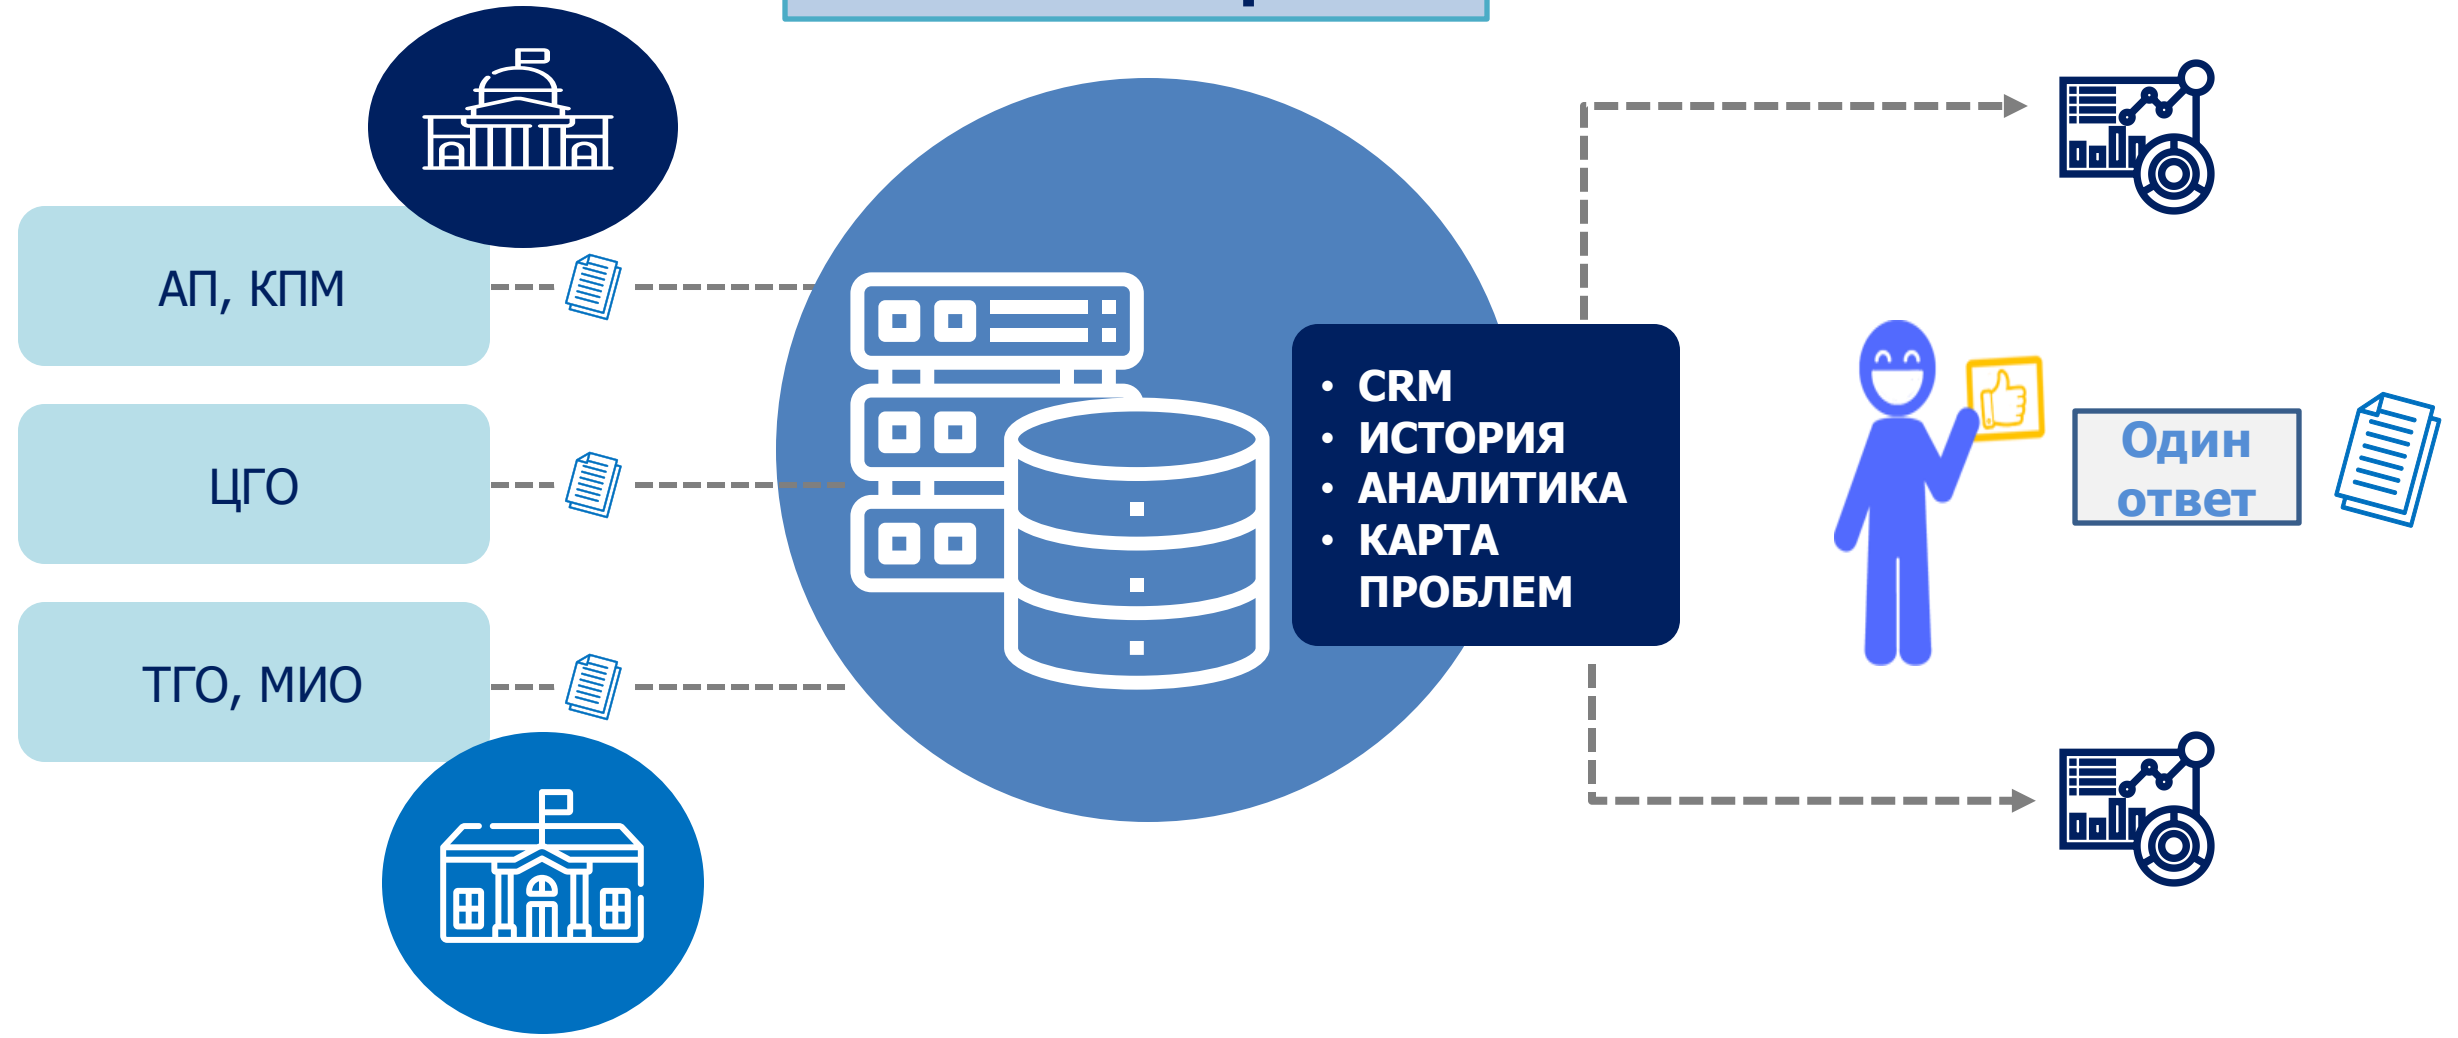 АП, КПМ
ЦГО
ТГО, МИО
• CRM
• ИСТОРИЯ
• АНАЛИТИКА
• КАРТА
ПРОБЛЕМ
Один
ответ